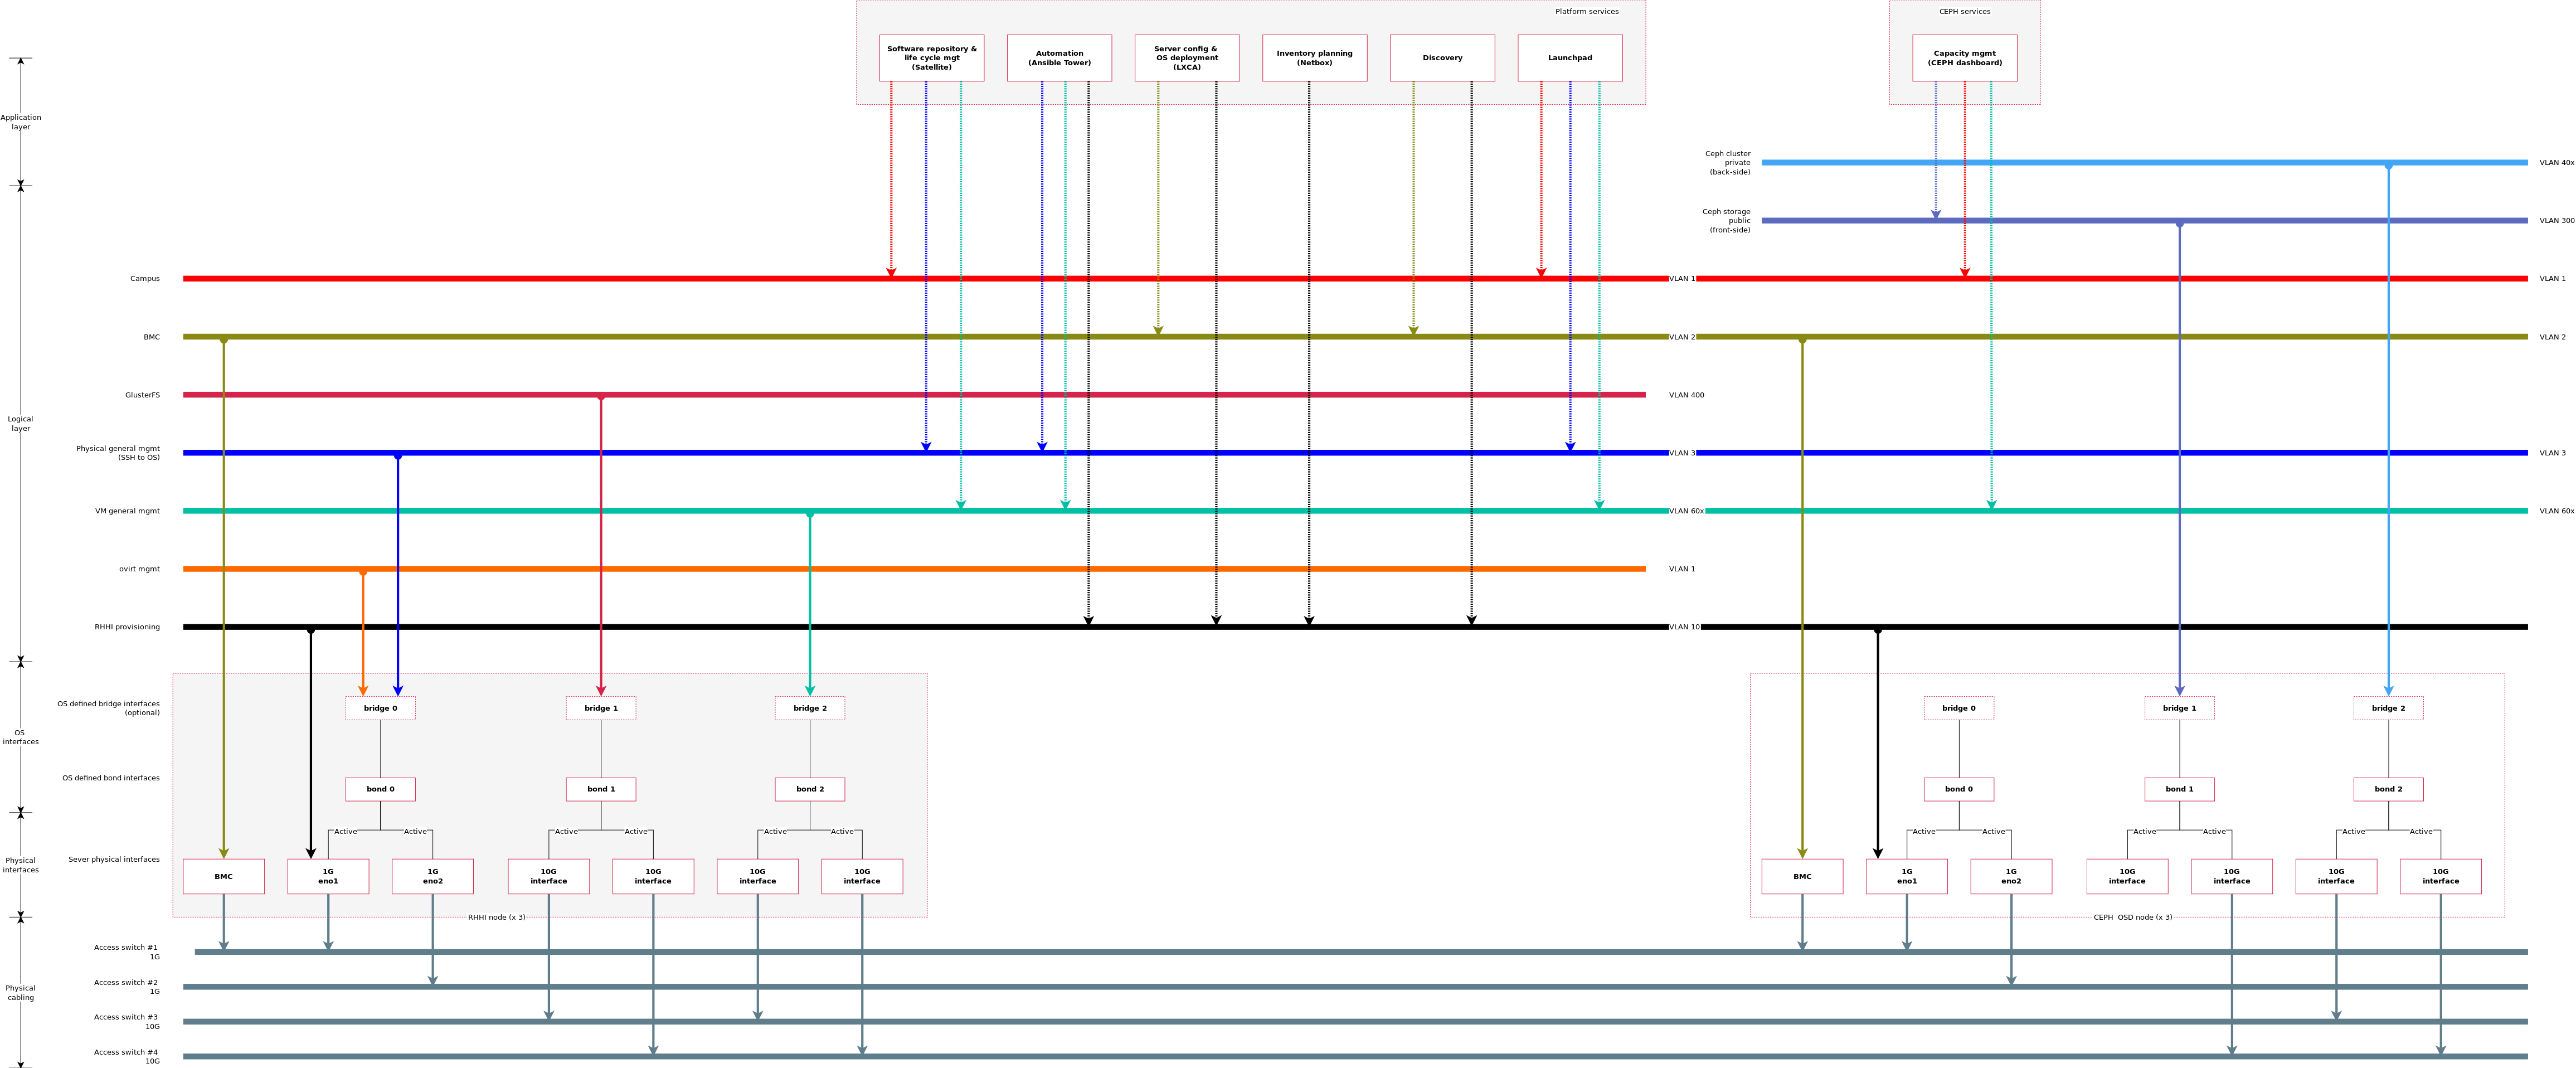 Platform services
CEPH services
Software repository &
life cycle mgt
(Satellite)
Automation
(Ansible Tower)
Server config &
OS deployment
(LXCA)
Inventory planning
(Netbox)
Discovery
Launchpad
Capacity mgmt
(CEPH dashboard)
Application
layer
Ceph cluster
private
(back-side)
VLAN 40x
Ceph storage
public
(front-side)
VLAN 300
Campus
VLAN 1
VLAN 1
BMC
VLAN 2
VLAN 2
GlusterFS
VLAN 400
Logical
layer
Physical general mgmt
(SSH to OS)
VLAN 3
VLAN 3
VM general mgmt
VLAN 60x
VLAN 60x
ovirt mgmt
VLAN 1
RHHI provisioning
VLAN 10
OS defined bridge interfaces
(optional)
bridge 0
bridge 1
bridge 2
bridge 0
bridge 1
bridge 2
OS
interfaces
OS defined bond interfaces
bond 0
bond 1
bond 2
bond 0
bond 1
bond 2
Active
Active
Active
Active
Active
Active
Active
Active
Active
Active
Active
Active
Physical
interfaces
Sever physical interfaces
BMC
1G
eno1
1G
eno2
10G
interface
10G
interface
10G
interface
10G
interface
BMC
1G
eno1
1G
eno2
10G
interface
10G
interface
10G
interface
10G
interface
RHHI node (x 3)
CEPH  OSD node (x 3)
Access switch #1
1G
Access switch #2
1G
Physical
cabling
Access switch #3
10G
Access switch #4
10G